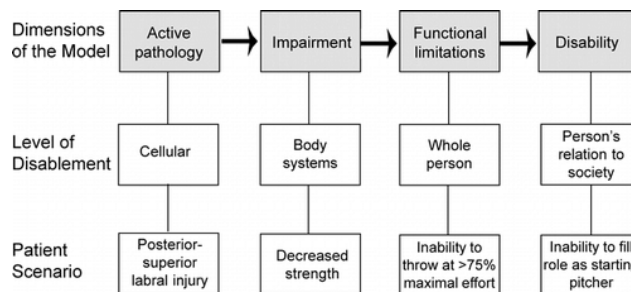 Dimensions
of the Model
Active
pathology
Impairment
Functional
limitations
Disability
Level of
Disablement
Cellular
Body
systems
Whole
person
Person's
relation to
society
Patient
Scenario
Posterior-
superior
labral injury
Decreased
strength
Inability to
throw at >75%
maximal effort
Inability to fill
role as starting
pitcher